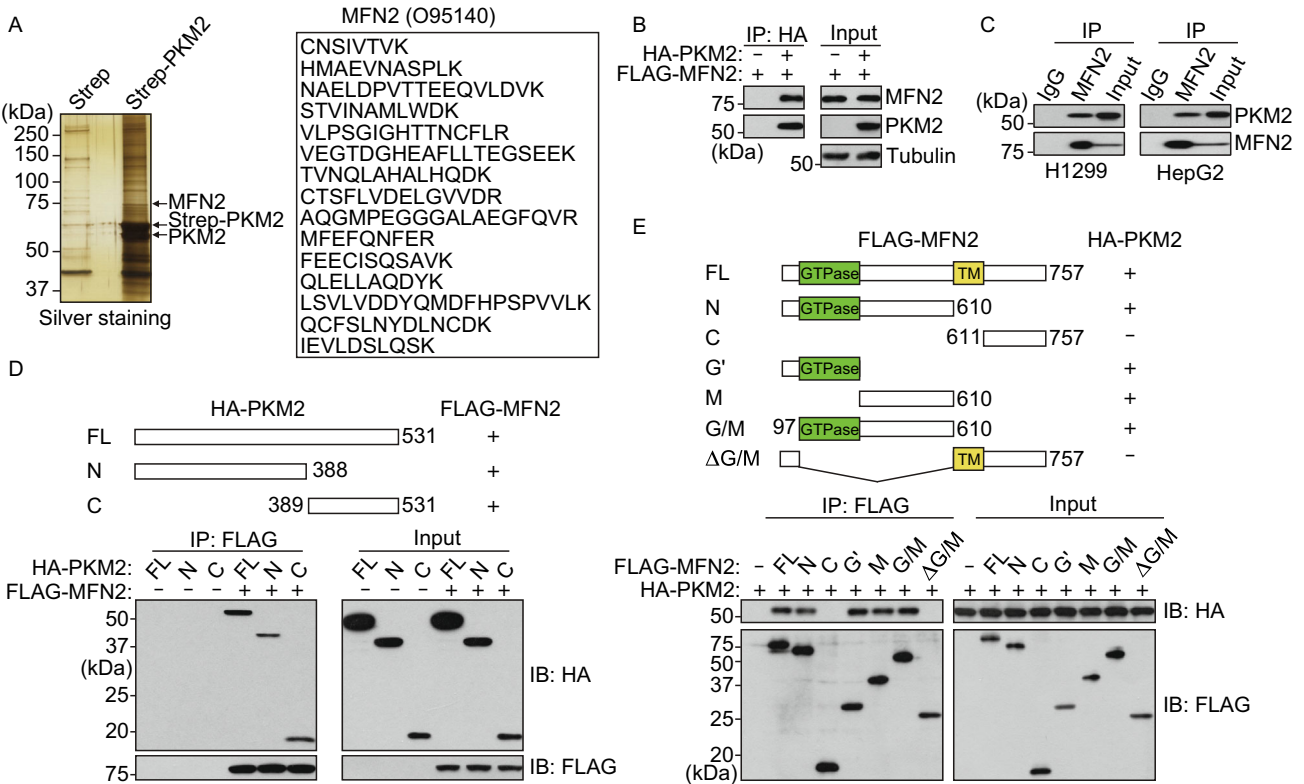 A
Strep
Strep-PKM2
(kDa)
250
150
100
75
50
37
MFN2
Strep-PKM2
PKM2
Silver staining
MFN2 (O95140)
CNSIVTVK
HMAEVNASPLK
NAELDPVTTEEQVLDVK
STVINAMLWDK
VLPSGIGHTTNCFLR
VEGTDGHEAFLLTEGSEEK
TVNQLAHALHQDK
CTSFLVDELGVVDR
AQGMPEGGGALAEGFQVR
MFEFQNFER
FEECISQSAVK
QLELLAQDYK
LSVLVDDYQMDFHPSPVVLK
QCFSLNYDLNCDK
IEVLDSLQSK
B
IP: HA Input
HA-PKM2: − + − +
FLAG-MFN2: + + + +
75 MFN2
50 PKM2
(kDa)
50 Tubulin
C
IP IP
IgG MFN2 Input IgG MFN2 Input
(kDa)
50 PKM2
75 MFN2
H1299 HepG2
D
HA-PKM2 FLAG-MFN2
FL 531 +
N 388 +
C 389 531 +
IP: FLAG Input
HA-PKM2: FL N C FL N C FL N C FL N C
FLAG-MFN2: − − − + + + − − − + + +
50
37
(kDa)
25
20
IB: HA
75 IB: FLAG
E
FLAG-MFN2 HA-PKM2
FL GTPase TM 757 +
N GTPase 610 +
C 611 757 −
G' GTPase +
M 610 +
G/M 97 GTPase 610 +
ΔG/M TM 757 −
IP: FLAG Input
FLAG-MFN2: − FL N C G' M G/M ΔG/M − FL N C G' M G/M ΔG/M
HA-PKM2: + + + + + + + + + + + + + + + +
50 IB: HA
75
50
37
25
20
(kDa)
IB: FLAG